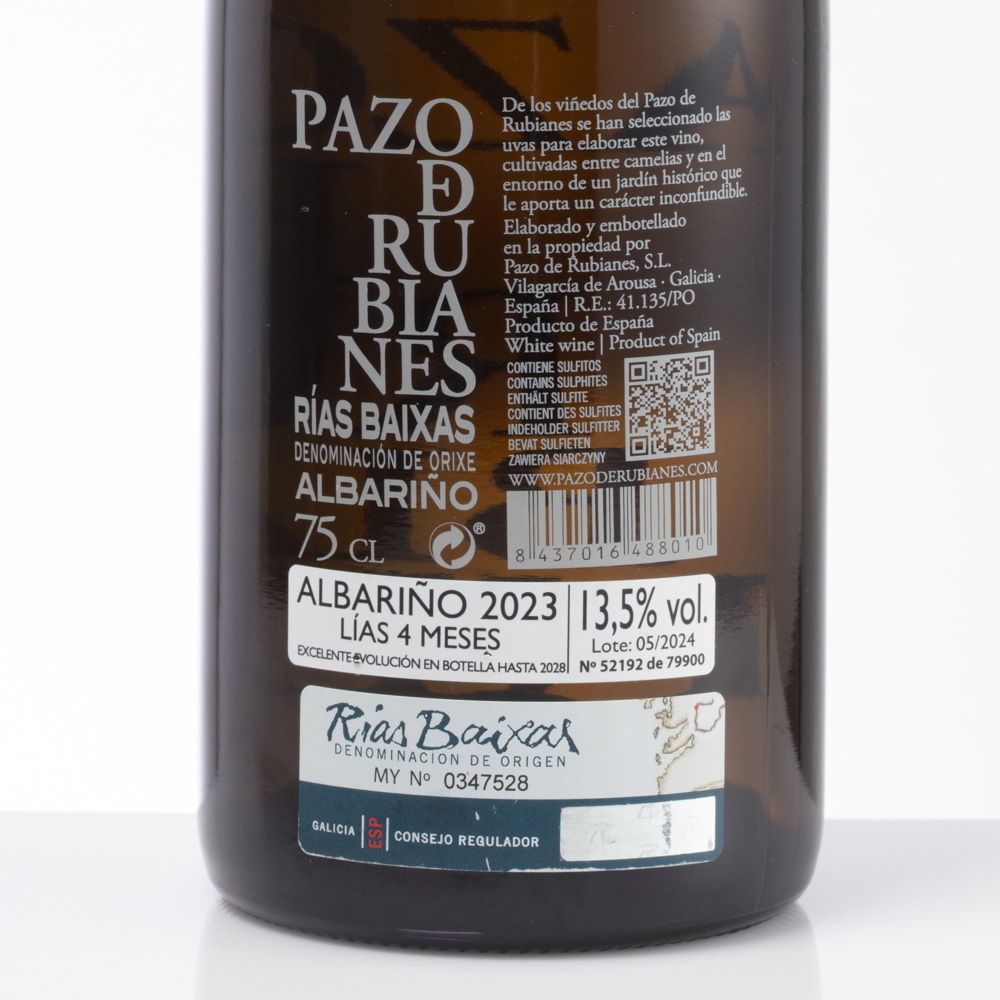 PAZO
DE
RU
BIA
NES
RÍAS BAIXAS
DENOMINACIÓN DE ORIXE
ALBARIÑO
75 CL
®
De los viñedos del Pazo de
Rubianes se han seleccionado las
uvas para elaborar este vino,
cultivadas entre camelias y en el
entorno de un jardín histórico que
le aporta un carácter inconfundible.
Elaborado y embotellado
en la propiedad por
Pazo de Rubianes, S.L.
Vilagarcía de Arousa · Galicia ·
España | R.E.: 41.135/PO
Producto de España
White wine | Product of Spain
CONTIENE SULFITOS
CONTAINS SULPHITES
ENTHÄLT SULFITE
CONTIENT DES SULFITES
INDEHOLDER SULFITTER
BEVAT SULFIETEN
ZAWIERA SIARCZYNY
WWW.PAZODERUBIANES.COM
8 437016 488010
ALBARIÑO 2023
LÍAS 4 MESES
EXCELENTE EVOLUCIÓN EN BOTELLA HASTA 2028
13,5% vol.
Lote: 05/2024
Nº 52192 de 79900
Rías Baixas
DENOMINACION DE ORIGEN
MY Nº 0347528
GALICIA | ESP | CONSEJO REGULADOR